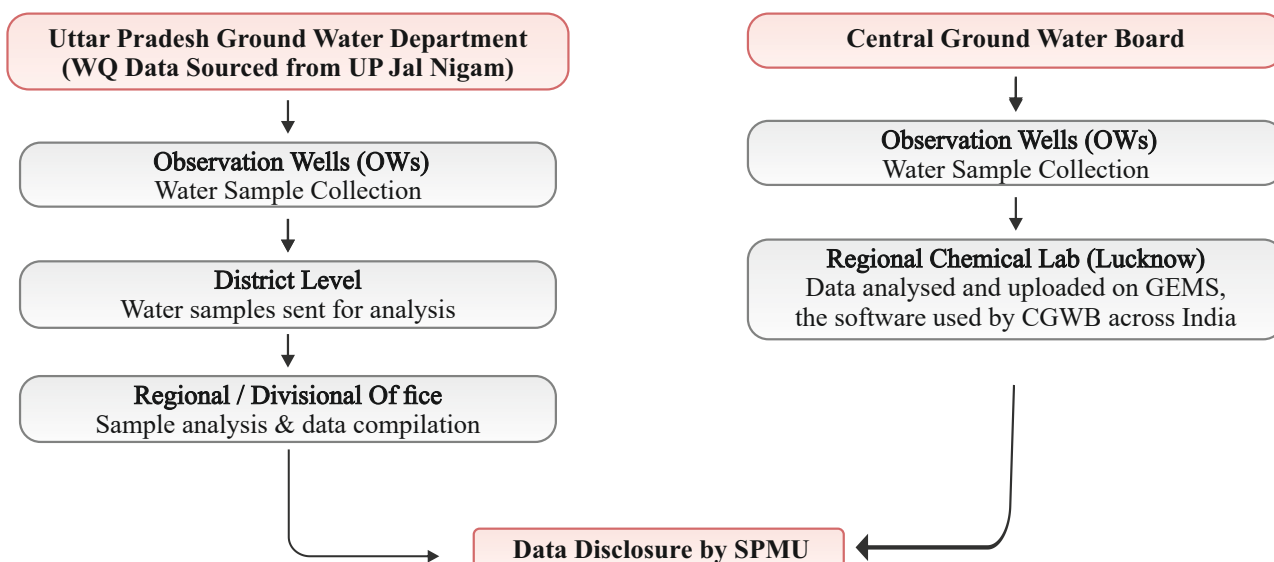 Uttar Pradesh Ground Water Department
(WQ Data Sourced from UP Jal Nigam)
Observation Wells (OWs)
Water Sample Collection
District Level
Water samples sent for analysis
Regional / Divisional Of fice
Sample analysis & data compilation
Central Ground Water Board
Observation Wells (OWs)
Water Sample Collection
Regional Chemical Lab (Lucknow)
Data analysed and uploaded on GEMS,
the software used by CGWB across India
Data Disclosure by SPMU